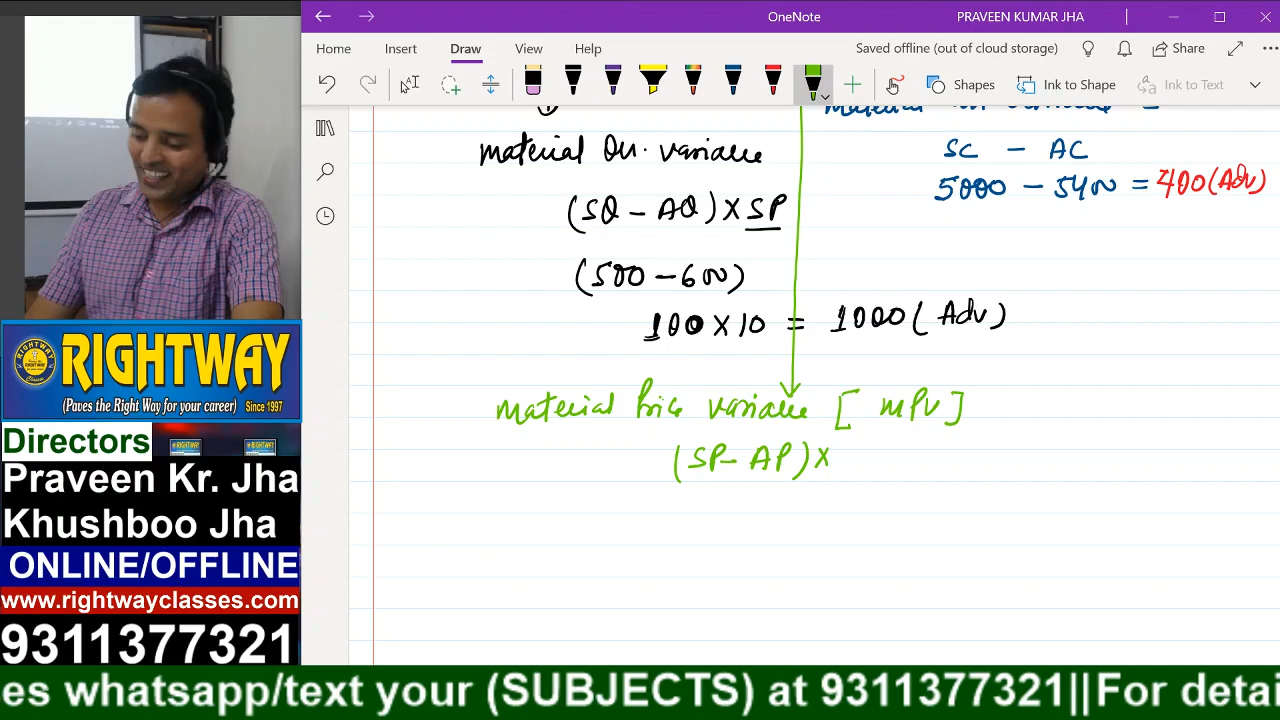 OneNote
PRAVEEN KUMAR JHA
Home Insert Draw View Help
Saved offline (out of cloud storage)
Share
Shapes
Ink to Shape
Ink to Text
Material Qu. variance
SC - AC
5000 - 5400 = 400 (Adv)
(SQ - AQ) X SP
(500 - 600)
100 X 10 = 1000 (Adv)
Material Price variance [MPV]
(SP - AP) X
RIGHTWAY
(Paves the Right Way for your career) Since 1997
Directors
Praveen Kr. Jha
Khushboo Jha
ONLINE/OFFLINE
www.rightwayclasses.com
9311377321
es whatsapp/text your (SUBJECTS) at 9311377321||For detai